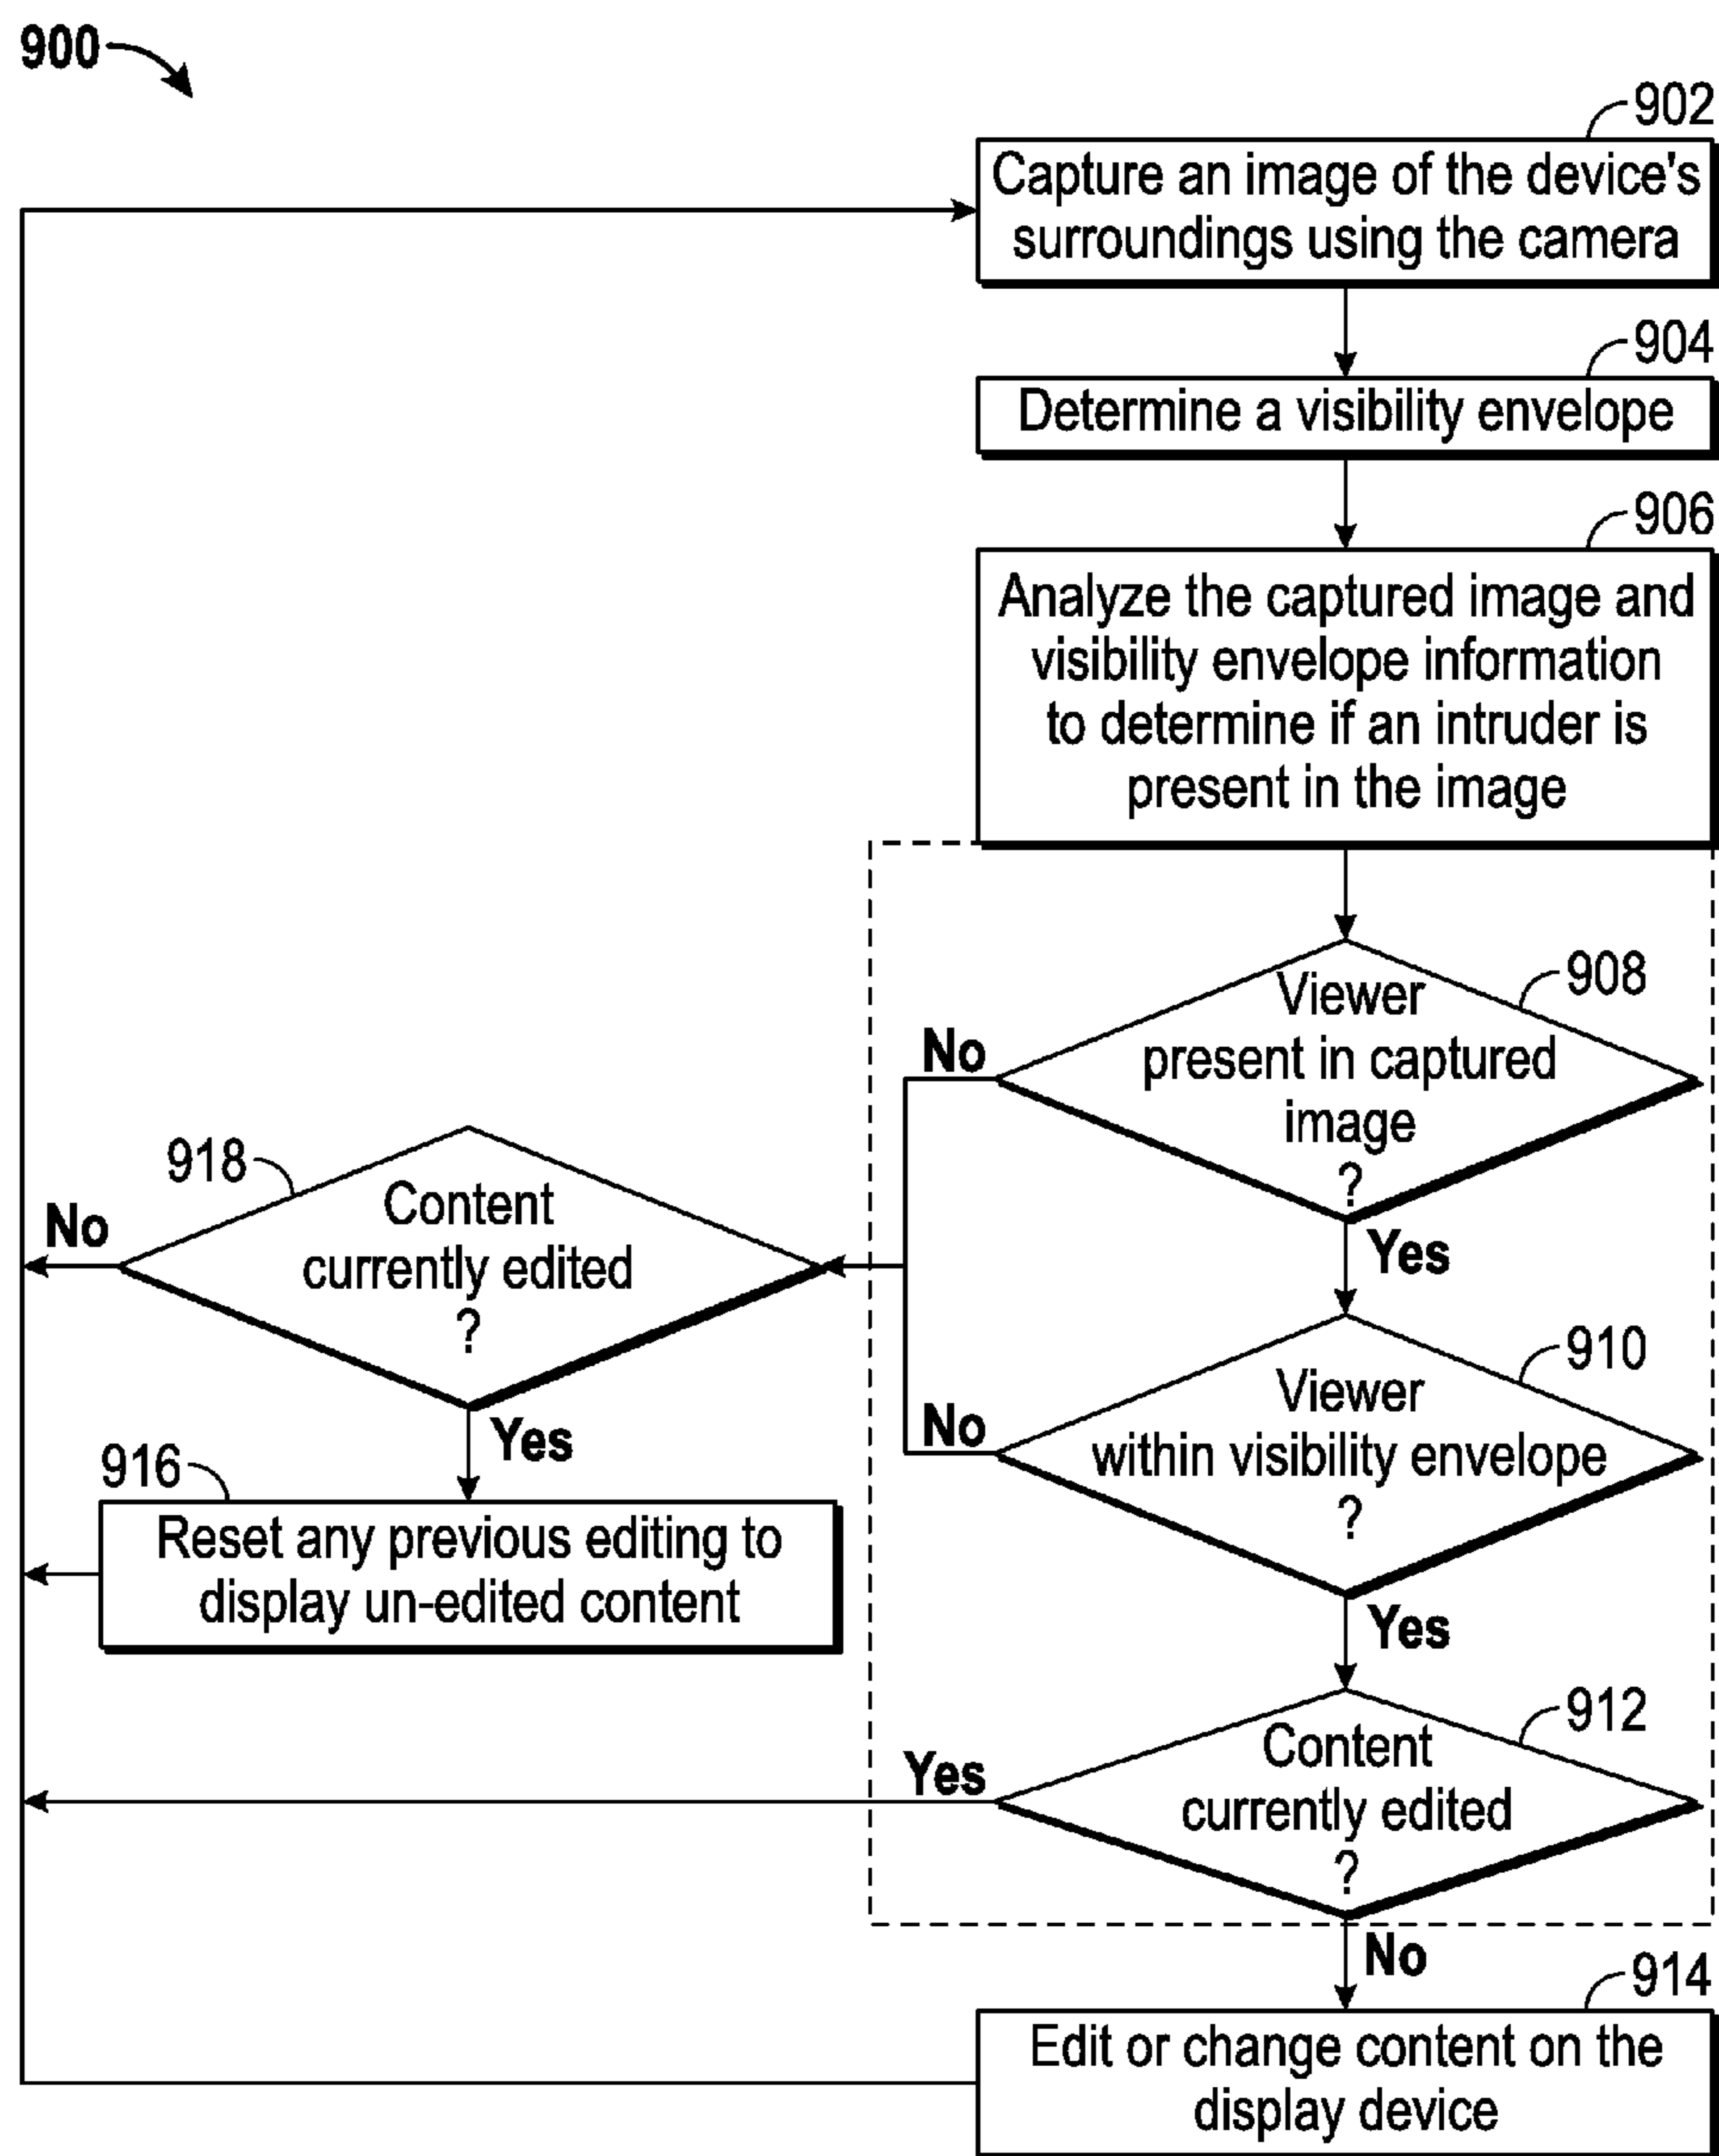 900
902
Capture an image of the device's
surroundings using the camera
904
Determine a visibility envelope
906
Analyze the captured image and
visibility envelope information
to determine if an intruder is
present in the image
908
Viewer
present in captured
image
?
No
Yes
918
Content
currently edited
?
No
Yes
910
Viewer
within visibility envelope
?
No
Yes
916
Reset any previous editing to
display un-edited content
912
Content
currently edited
?
Yes
No
914
Edit or change content on the
display device